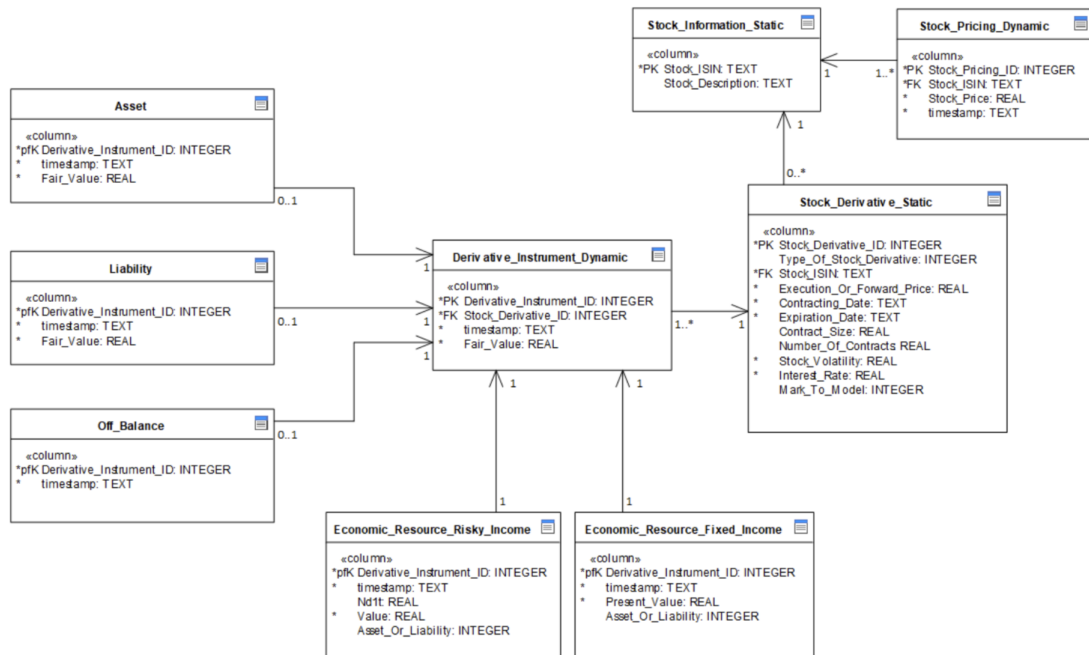 Stock_Information_Static
«column»
*PK Stock_ISIN: TEXT
Stock_Description: TEXT
Stock_Pricing_Dynamic
«column»
*PK Stock_Pricing_ID: INTEGER
*FK Stock_ISIN: TEXT
* Stock_Price: REAL
* timestamp: TEXT
1
1..*
1
0..*
Asset
«column»
*pfK Derivative_Instrument_ID: INTEGER
* timestamp: TEXT
* Fair_Value: REAL
0..1
1
Liability
«column»
*pfK Derivative_Instrument_ID: INTEGER
* timestamp: TEXT
* Fair_Value: REAL
0..1
1
Off_Balance
«column»
*pfK Derivative_Instrument_ID: INTEGER
* timestamp: TEXT
0..1
1
Derivative_Instrument_Dynamic
«column»
*PK Derivative_Instrument_ID: INTEGER
*FK Stock_Derivative_ID: INTEGER
* timestamp: TEXT
* Fair_Value: REAL
1..*
1
Stock_Derivative_Static
«column»
*PK Stock_Derivative_ID: INTEGER
Type_Of_Stock_Derivative: INTEGER
*FK Stock_ISIN: TEXT
* Execution_Or_Forward_Price: REAL
* Contracting_Date: TEXT
* Expiration_Date: TEXT
Contract_Size: REAL
Number_Of_Contracts: REAL
* Stock_Volatility: REAL
* Interest_Rate: REAL
Mark_To_Model: INTEGER
1
1
1
1
Economic_Resource_Risky_Income
«column»
*pfK Derivative_Instrument_ID: INTEGER
* timestamp: TEXT
Nd1t: REAL
* Value: REAL
Asset_Or_Liability: INTEGER
Economic_Resource_Fixed_Income
«column»
*pfK Derivative_Instrument_ID: INTEGER
* timestamp: TEXT
* Present_Value: REAL
Asset_Or_Liability: INTEGER